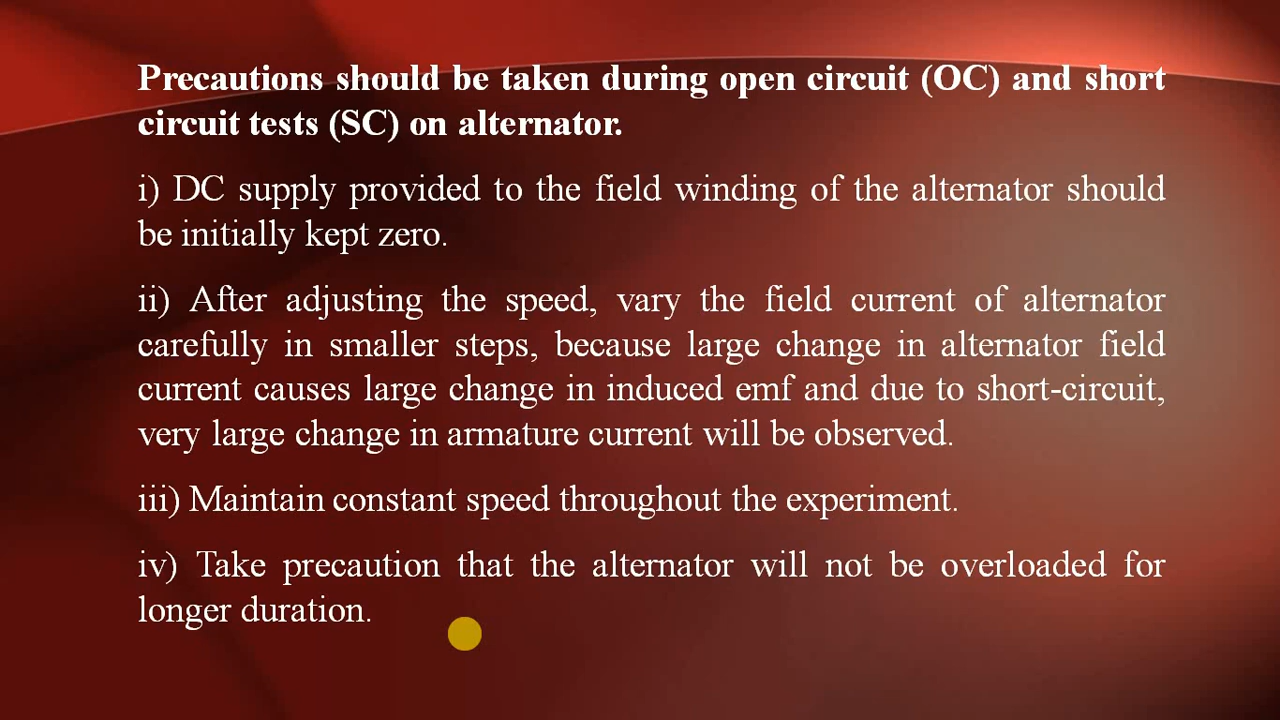 Precautions should be taken during open circuit (OC) and short
circuit tests (SC) on alternator.
i) DC supply provided to the field winding of the alternator should
be initially kept zero.
ii) After adjusting the speed, vary the field current of alternator
carefully in smaller steps, because large change in alternator field
current causes large change in induced emf and due to short-circuit,
very large change in armature current will be observed.
iii) Maintain constant speed throughout the experiment.
iv) Take precaution that the alternator will not be overloaded for
longer duration.